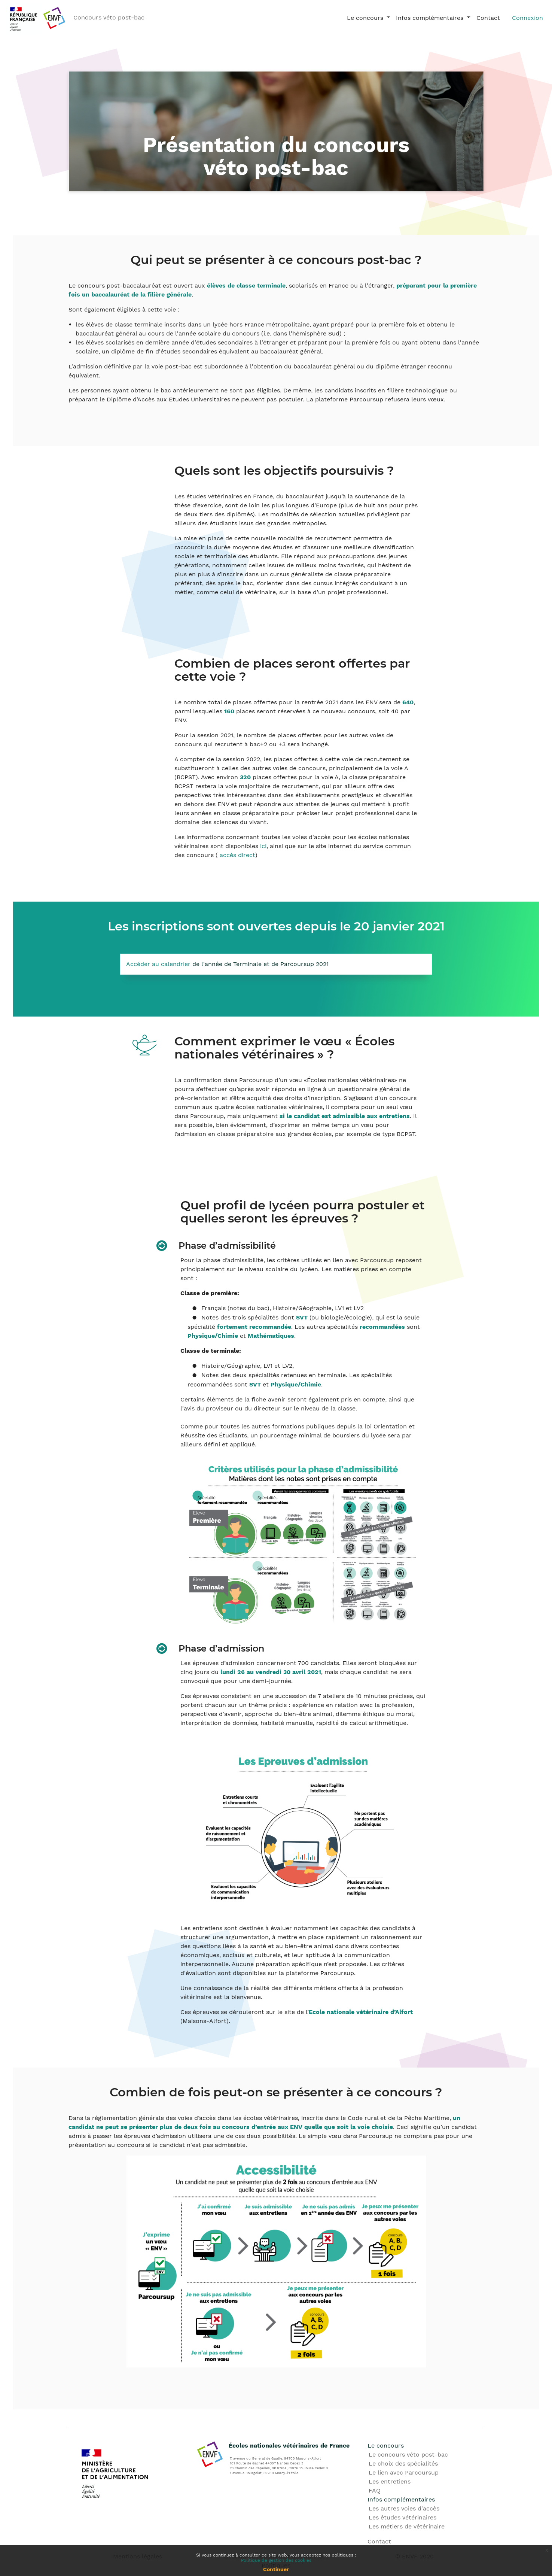 RÉPUBLIQUE
FRANÇAISE
Liberté
Égalité
Fraternité
ENVF
Concours véto post-bac
Le concours
Infos complémentaires
Contact
Connexion
Présentation du concours
véto post-bac
Qui peut se présenter à ce concours post-bac ?
Le concours post-baccalauréat est ouvert aux élèves de classe terminale, scolarisés en France ou à l'étranger, préparant pour la première
fois un baccalauréat de la filière générale.
Sont également éligibles à cette voie :
les élèves de classe terminale inscrits dans un lycée hors France métropolitaine, ayant préparé pour la première fois et obtenu le
baccalauréat général au cours de l'année scolaire du concours (i.e. dans l'hémisphère Sud) ;
les élèves scolarisés en dernière année d'études secondaires à l'étranger et préparant pour la première fois ou ayant obtenu dans l'année
scolaire, un diplome de fin d'études secondaires équivalent au baccalauréat général.
L'admission définitive par la voie post-bac est subordonnée à l'obtention du baccalauréat général ou du diplôme étranger reconnu
équivalent.
Les personnes ayant obtenu le bac antérieurement ne sont pas éligibles. De même, les candidats inscrits en filière technologique ou
préparant le Diplôme d'Accès aux Etudes Universitaires ne peuvent pas postuler. La plateforme Parcoursup refusera leurs vœux.
Quels sont les objectifs poursuivis ?
Les études vétérinaires en France, du baccalauréat jusqu'à la soutenance de la
thèse d'exercice, sont de loin les plus longues d'Europe (plus de huit ans pour près
de deux tiers des diplômés). Les modalités de sélection actuelles privilégient par
ailleurs des étudiants issus des grandes métropoles.
La mise en place de cette nouvelle modalité de recrutement permettra de
raccourcir la durée moyenne des études et d'assurer une meilleure diversification
sociale et territoriale des étudiants. Elle répond aux préoccupations des jeunes
générations, notamment celles issues de milieux moins favorisés, qui hésitent de
plus en plus à s'inscrire dans un cursus généraliste de classe préparatoire
préférant, dès après le bac, s'orienter dans des cursus intégrés conduisant à un
métier, comme celui de vétérinaire, sur la base d'un projet professionnel.
Combien de places seront offertes par
cette voie ?
Le nombre total de places offertes pour la rentrée 2021 dans les ENV sera de 640,
parmi lesquelles 160 places seront réservées à ce nouveau concours, soit 40 par
ENV.
Pour la session 2021, le nombre de places offertes pour les autres voies de
concours qui recrutent à bac+2 ou +3 sera inchangé.
A compter de la session 2022, les places offertes à cette voie de recrutement se
substitueront à celles des autres voies de concours, principalement de la voie A
(BCPST). Avec environ 320 places offertes pour la voie A, la classe préparatoire
BCPST restera la voie majoritaire de recrutement, qui par ailleurs offre des
perspectives très intéressantes dans des établissements prestigieux et diversifiés
en dehors des ENV et peut répondre aux attentes de jeunes qui mettent à profit
leurs années en classe préparatoire pour préciser leur projet professionnel dans le
domaine des sciences du vivant.
Les informations concernant toutes les voies d'accès pour les écoles nationales
vétérinaires sont disponibles ici, ainsi que sur le site internet du service commun
des concours ( accès direct)
Les inscriptions sont ouvertes depuis le 20 janvier 2021
Accéder au calendrier de l'année de Terminale et de Parcoursup 2021
Comment exprimer le vœu « Écoles
nationales vétérinaires » ?
La confirmation dans Parcoursup d'un vœu «Écoles nationales vétérinaires» ne
pourra s'effectuer qu'après avoir répondu en ligne à un questionnaire général de
pré-orientation et s'être acquitté des droits d'inscription. S'agissant d'un concours
commun aux quatre écoles nationales vétérinaires, il comptera pour un seul vœu
dans Parcoursup, mais uniquement si le candidat est admissible aux entretiens. Il
sera possible, bien évidemment, d'exprimer en même temps un vœu pour
l'admission en classe préparatoire aux grandes écoles, par exemple de type BCPST.
Quel profil de lycéen pourra postuler et
quelles seront les épreuves ?
Phase d'admissibilité
Pour la phase d'admissibilité, les critères utilisés en lien avec Parcoursup reposent
principalement sur le niveau scolaire du lycéen. Les matières prises en compte
sont :
Classe de première:
● Français (notes du bac), Histoire/Géographie, LV1 et LV2
● Notes des trois spécialités dont SVT (ou biologie/écologie), qui est la seule
spécialité fortement recommandée. Les autres spécialités recommandées sont
Physique/Chimie et Mathématiques.
Classe de terminale:
● Histoire/Géographie, LV1 et LV2,
● Notes des deux spécialités retenues en terminale. Les spécialités
recommandées sont SVT et Physique/Chimie.
Certains éléments de la fiche avenir seront également pris en compte, ainsi que
l'avis du proviseur ou du directeur sur le niveau de la classe.
Comme pour toutes les autres formations publiques depuis la loi Orientation et
Réussite des Étudiants, un pourcentage minimal de boursiers du lycée sera par
ailleurs défini et appliqué.
Critères utilisés pour la phase d'admissibilité
Matières dont les notes sont prises en compte
Spécialité
fortement recommandée
Spécialités
recommandées
Élève
Première
Français
Histoire-
Géographie
Langues
vivantes
Spécialités
recommandées
Élève
Terminale
Histoire-
Géographie
Langues
vivantes
Phase d'admission
Les épreuves d'admission concerneront 700 candidats. Elles seront bloquées sur
cinq jours du lundi 26 au vendredi 30 avril 2021, mais chaque candidat ne sera
convoqué que pour une demi-journée.
Ces épreuves consistent en une succession de 7 ateliers de 10 minutes précises, qui
portent chacun sur un thème précis : expérience en relation avec la profession,
perspectives d'avenir, approche du bien-être animal, dilemme éthique ou moral,
interprétation de données, habileté manuelle, rapidité de calcul arithmétique.
Les Epreuves d'admission
Evaluent l'agilité
intellectuelle
Entretiens courts
et chronométrés
Ne portent pas
sur des matières
académiques
Evaluent les capacités
de raisonnement et
d'argumentation
Plusieurs ateliers
avec des évaluateurs
multiples
Evaluent les capacités
de communication
interpersonnelle
Les entretiens sont destinés à évaluer notamment les capacités des candidats à
structurer une argumentation, à mettre en place rapidement un raisonnement sur
des questions liées à la santé et au bien-être animal dans divers contextes
économiques, sociaux et culturels, et leur aptitude à la communication
interpersonnelle. Aucune préparation spécifique n'est proposée. Les critères
d'évaluation sont disponibles sur la plateforme Parcoursup.
Une connaissance de la réalité des différents métiers offerts à la profession
vétérinaire est la bienvenue.
Ces épreuves se dérouleront sur le site de l'Ecole nationale vétérinaire d'Alfort
(Maisons-Alfort).
Combien de fois peut-on se présenter à ce concours ?
Dans la réglementation générale des voies d'accès dans les écoles vétérinaires, inscrite dans le Code rural et de la Pêche Maritime, un
candidat ne peut se présenter plus de deux fois au concours d'entrée aux ENV quelle que soit la voie choisie. Ceci signifie qu'un candidat
admis à passer les épreuves d'admission utilisera une de ces deux possibilités. Le simple vœu dans Parcoursup ne comptera pas pour une
présentation au concours si le candidat n'est pas admissible.
Accessibilité
Un candidat ne peut se présenter plus de 2 fois au concours d'entrée aux ENV
quelle que soit la voie choisie
J'ai confirmé
mon vœu
Je suis admissible
aux entretiens
Je ne suis pas admis
en 1ère année des ENV
Je peux me présenter
aux concours par les
autres voies
J'exprime
un vœu
« ENV »
ENV
Parcoursup
CONCOURS
A, B,
C, D
1 fois
Je ne suis pas admissible
aux entretiens
Je peux me présenter
aux concours par les
autres voies
CONCOURS
A, B,
C, D
ou
Je n'ai pas confirmé
mon vœu
2 fois
MINISTÈRE
DE L'AGRICULTURE
ET DE L'ALIMENTATION
Liberté
Égalité
Fraternité
ENVF
Écoles nationales vétérinaires de France
Le concours
Le concours véto post-bac
Le choix des spécialités
Le lien avec Parcoursup
Les entretiens
FAQ
Infos complémentaires
Les autres voies d'accès
Les études vétérinaires
Les métiers de vétérinaire
Contact
Si vous continuez à consulter ce site web, vous acceptez nos politiques :
Continuer